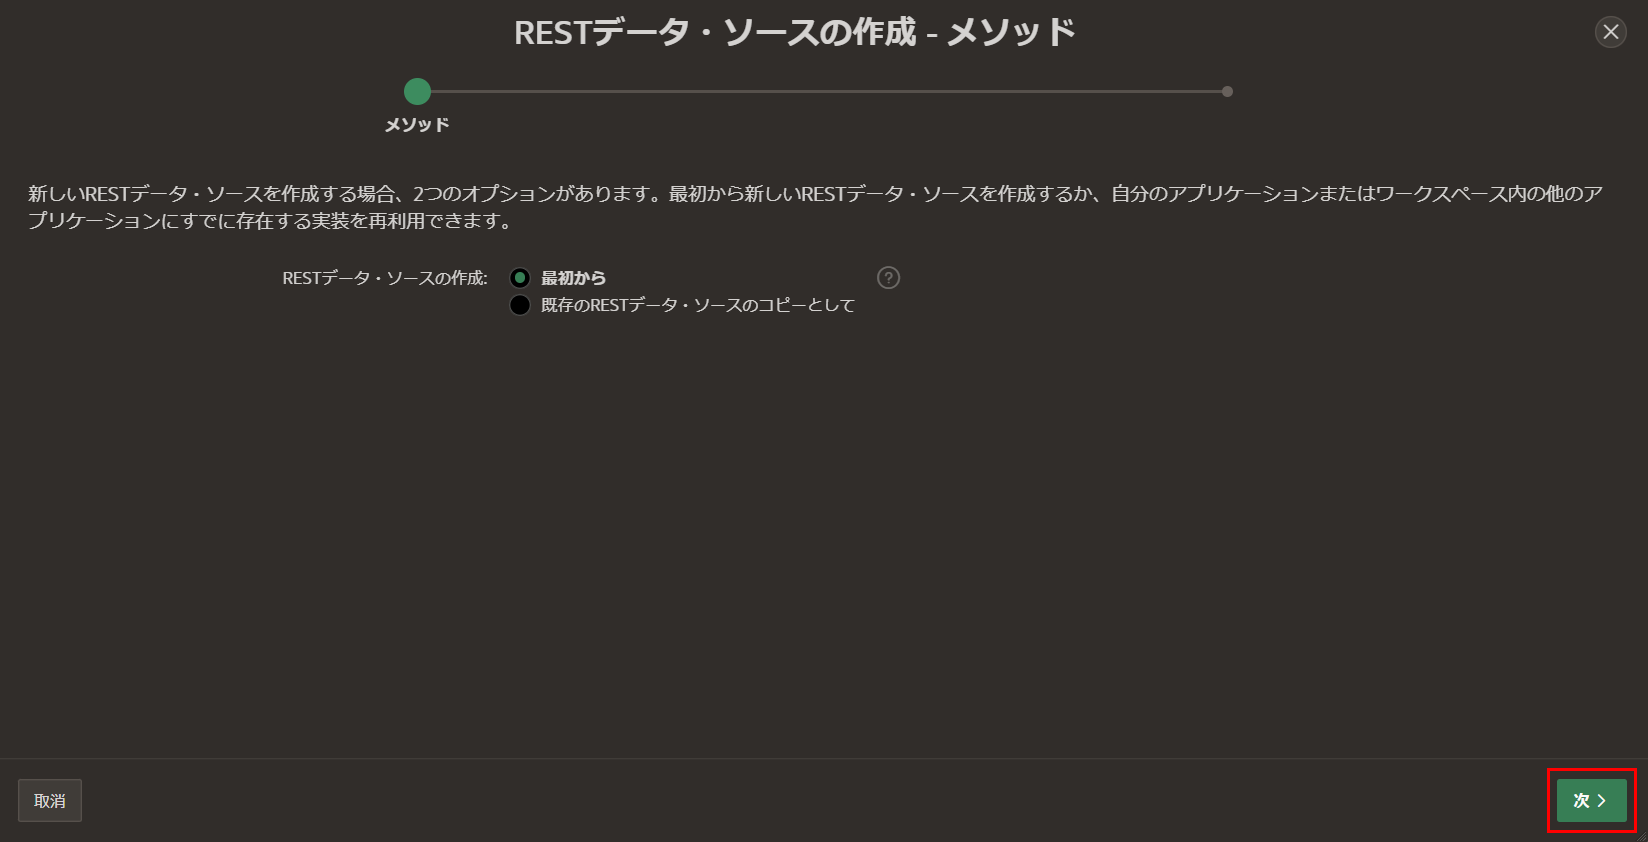 RESTデータ・ソースの作成 - メソッド
メソッド
新しいRESTデータ・ソースを作成する場合、2つのオプションがあります。最初から新しいRESTデータ・ソースを作成するか、自分のアプリケーションまたはワークスペース内の他のア
プリケーションにすでに存在する実装を再利用できます。
RESTデータ・ソースの作成: 最初から ?
既存のRESTデータ・ソースのコピーとして
取消 次